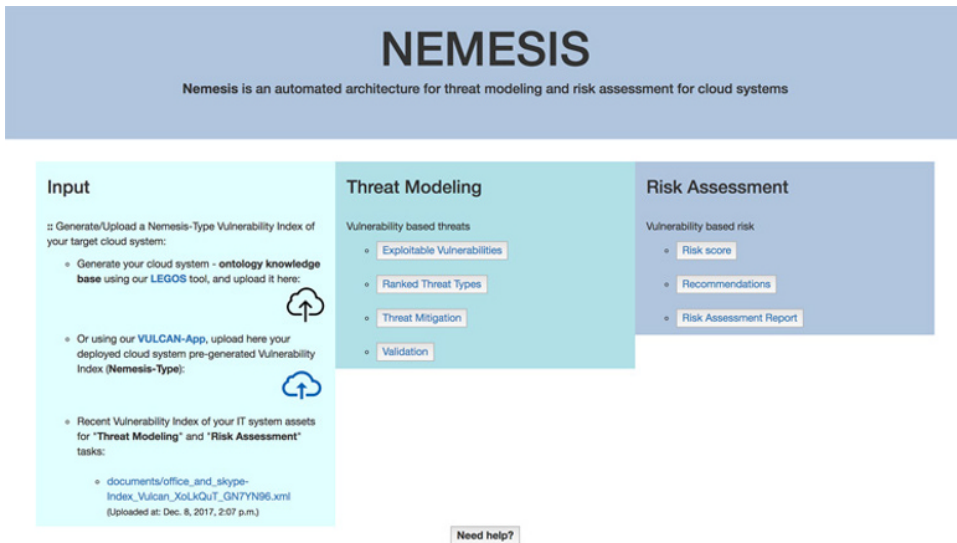 NEMESIS
Nemesis is an automated architecture for threat modeling and risk assessment for cloud systems
Input
:: Generate/Upload a Nemesis-Type Vulnerability Index of
your target cloud system:
Generate your cloud system - ontology knowledge
base using our LEGOS tool, and upload it here:
Or using our VULCAN-App, upload here your
deployed cloud system pre-generated Vulnerability
Index (Nemesis-Type):
Recent Vulnerability Index of your IT system assets
for "Threat Modeling" and "Risk Assessment"
tasks:
documents/office_and_skype-
Index_Vulcan_XoLkQuT_GN7YN96.xml
(Uploaded at: Dec. 8, 2017, 2:07 p.m.)
Threat Modeling
Vulnerability based threats
Exploitable Vulnerabilities
Ranked Threat Types
Threat Mitigation
Validation
Risk Assessment
Vulnerability based risk
Risk score
Recommendations
Risk Assessment Report
Need help?